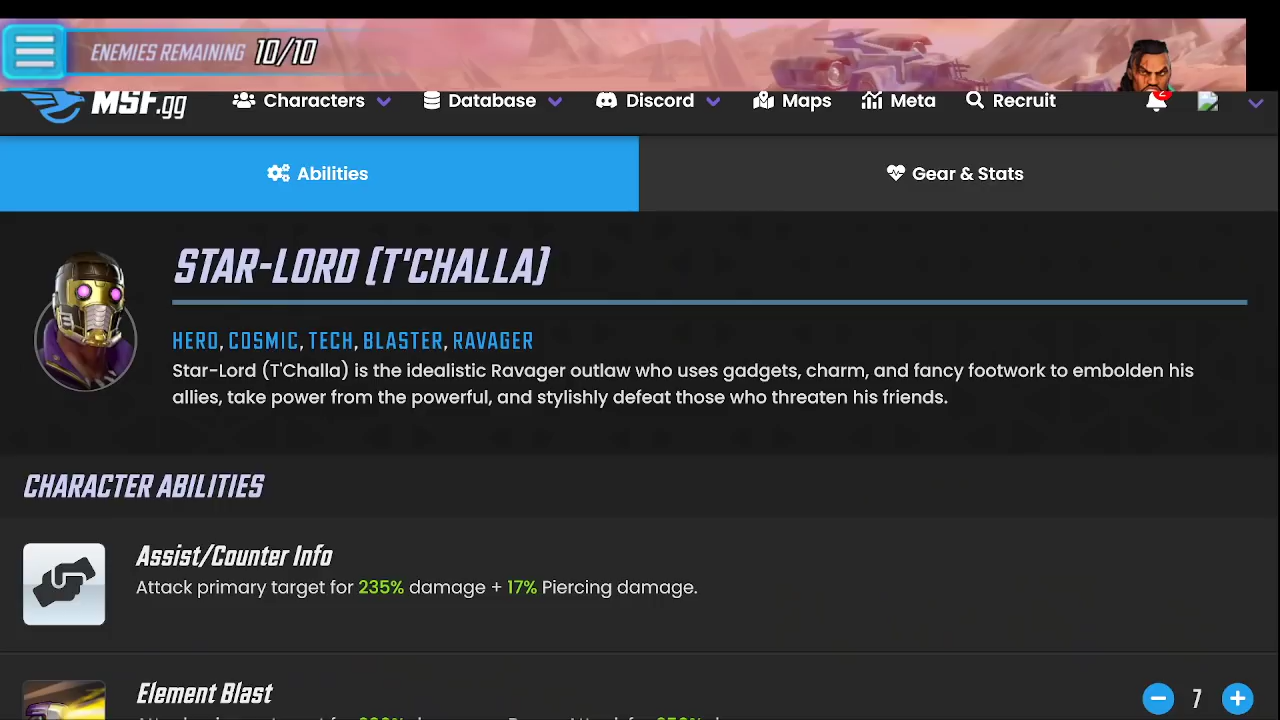 ENEMIES REMAINING 10/10
MSF.gg Characters Database Discord Maps Meta Recruit 2
Abilities Gear & Stats
STAR-LORD (T'CHALLA)
HERO, COSMIC, TECH, BLASTER, RAVAGER
Star-Lord (T'Challa) is the idealistic Ravager outlaw who uses gadgets, charm, and fancy footwork to embolden his
allies, take power from the powerful, and stylishly defeat those who threaten his friends.
CHARACTER ABILITIES
Assist/Counter Info
Attack primary target for 235% damage + 17% Piercing damage.
Element Blast 7